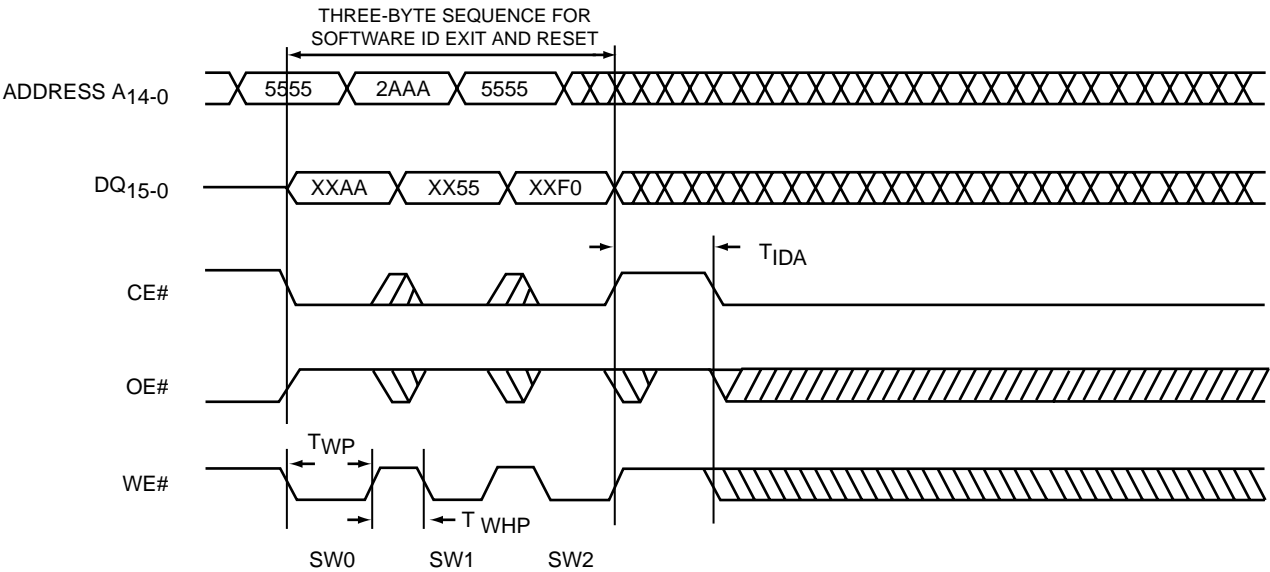 THREE-BYTE SEQUENCE FOR
SOFTWARE ID EXIT AND RESET
ADDRESS A14-0
5555 2AAA 5555
DQ15-0
XXAA XX55 XXF0
TIDA
CE#
OE#
TWP
WE#
TWHP
SW0 SW1 SW2